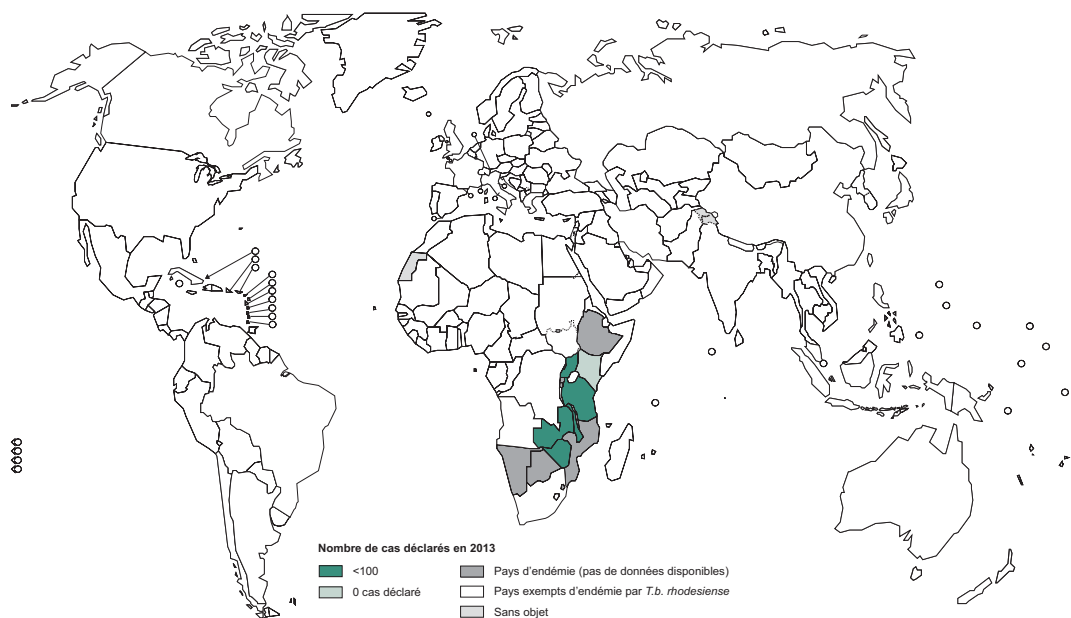 Nombre de cas déclarés en 2013
<100
0 cas déclaré
Pays d'endémie (pas de données disponibles)
Pays exempts d'endémie par T.b. rhodesiense
Sans objet